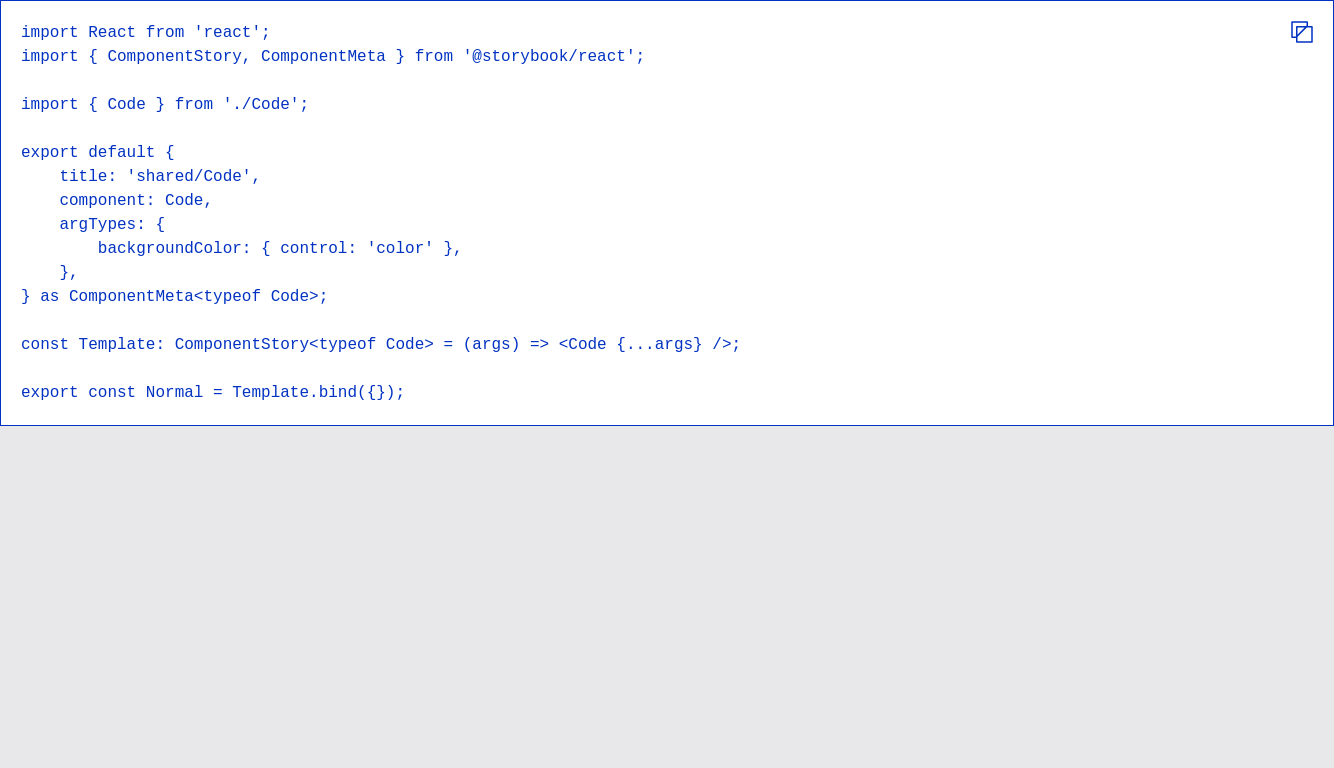 import React from 'react';
import { ComponentStory, ComponentMeta } from '@storybook/react';

import { Code } from './Code';

export default {
    title: 'shared/Code',
    component: Code,
    argTypes: {
        backgroundColor: { control: 'color' },
    },
} as ComponentMeta<typeof Code>;

const Template: ComponentStory<typeof Code> = (args) => <Code {...args} />;

export const Normal = Template.bind({});